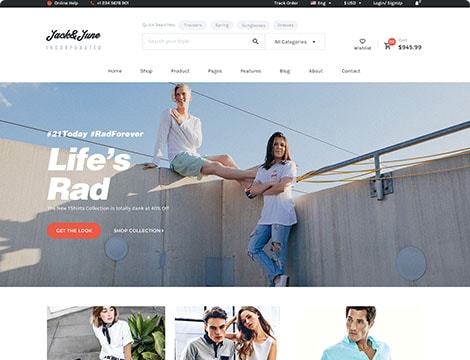 Online Help
+1 234 5678 901
Track Order
Eng
$ USD
Login/ SignUp
Quick Searches:
Trousers
Spring
Sunglasses
Dresses
Jack&June
INCORPORATED
Search your Style...
All Categories
Wishlist
Cart:
$945.99
Home
Shop
Product
Pages
Features
Blog
About
Contact
#21Today #RadForever
Life's
Rad
The New TShirts Collection is totally Rank at 40% Off
GET THE LOOK
SHOP COLLECTION